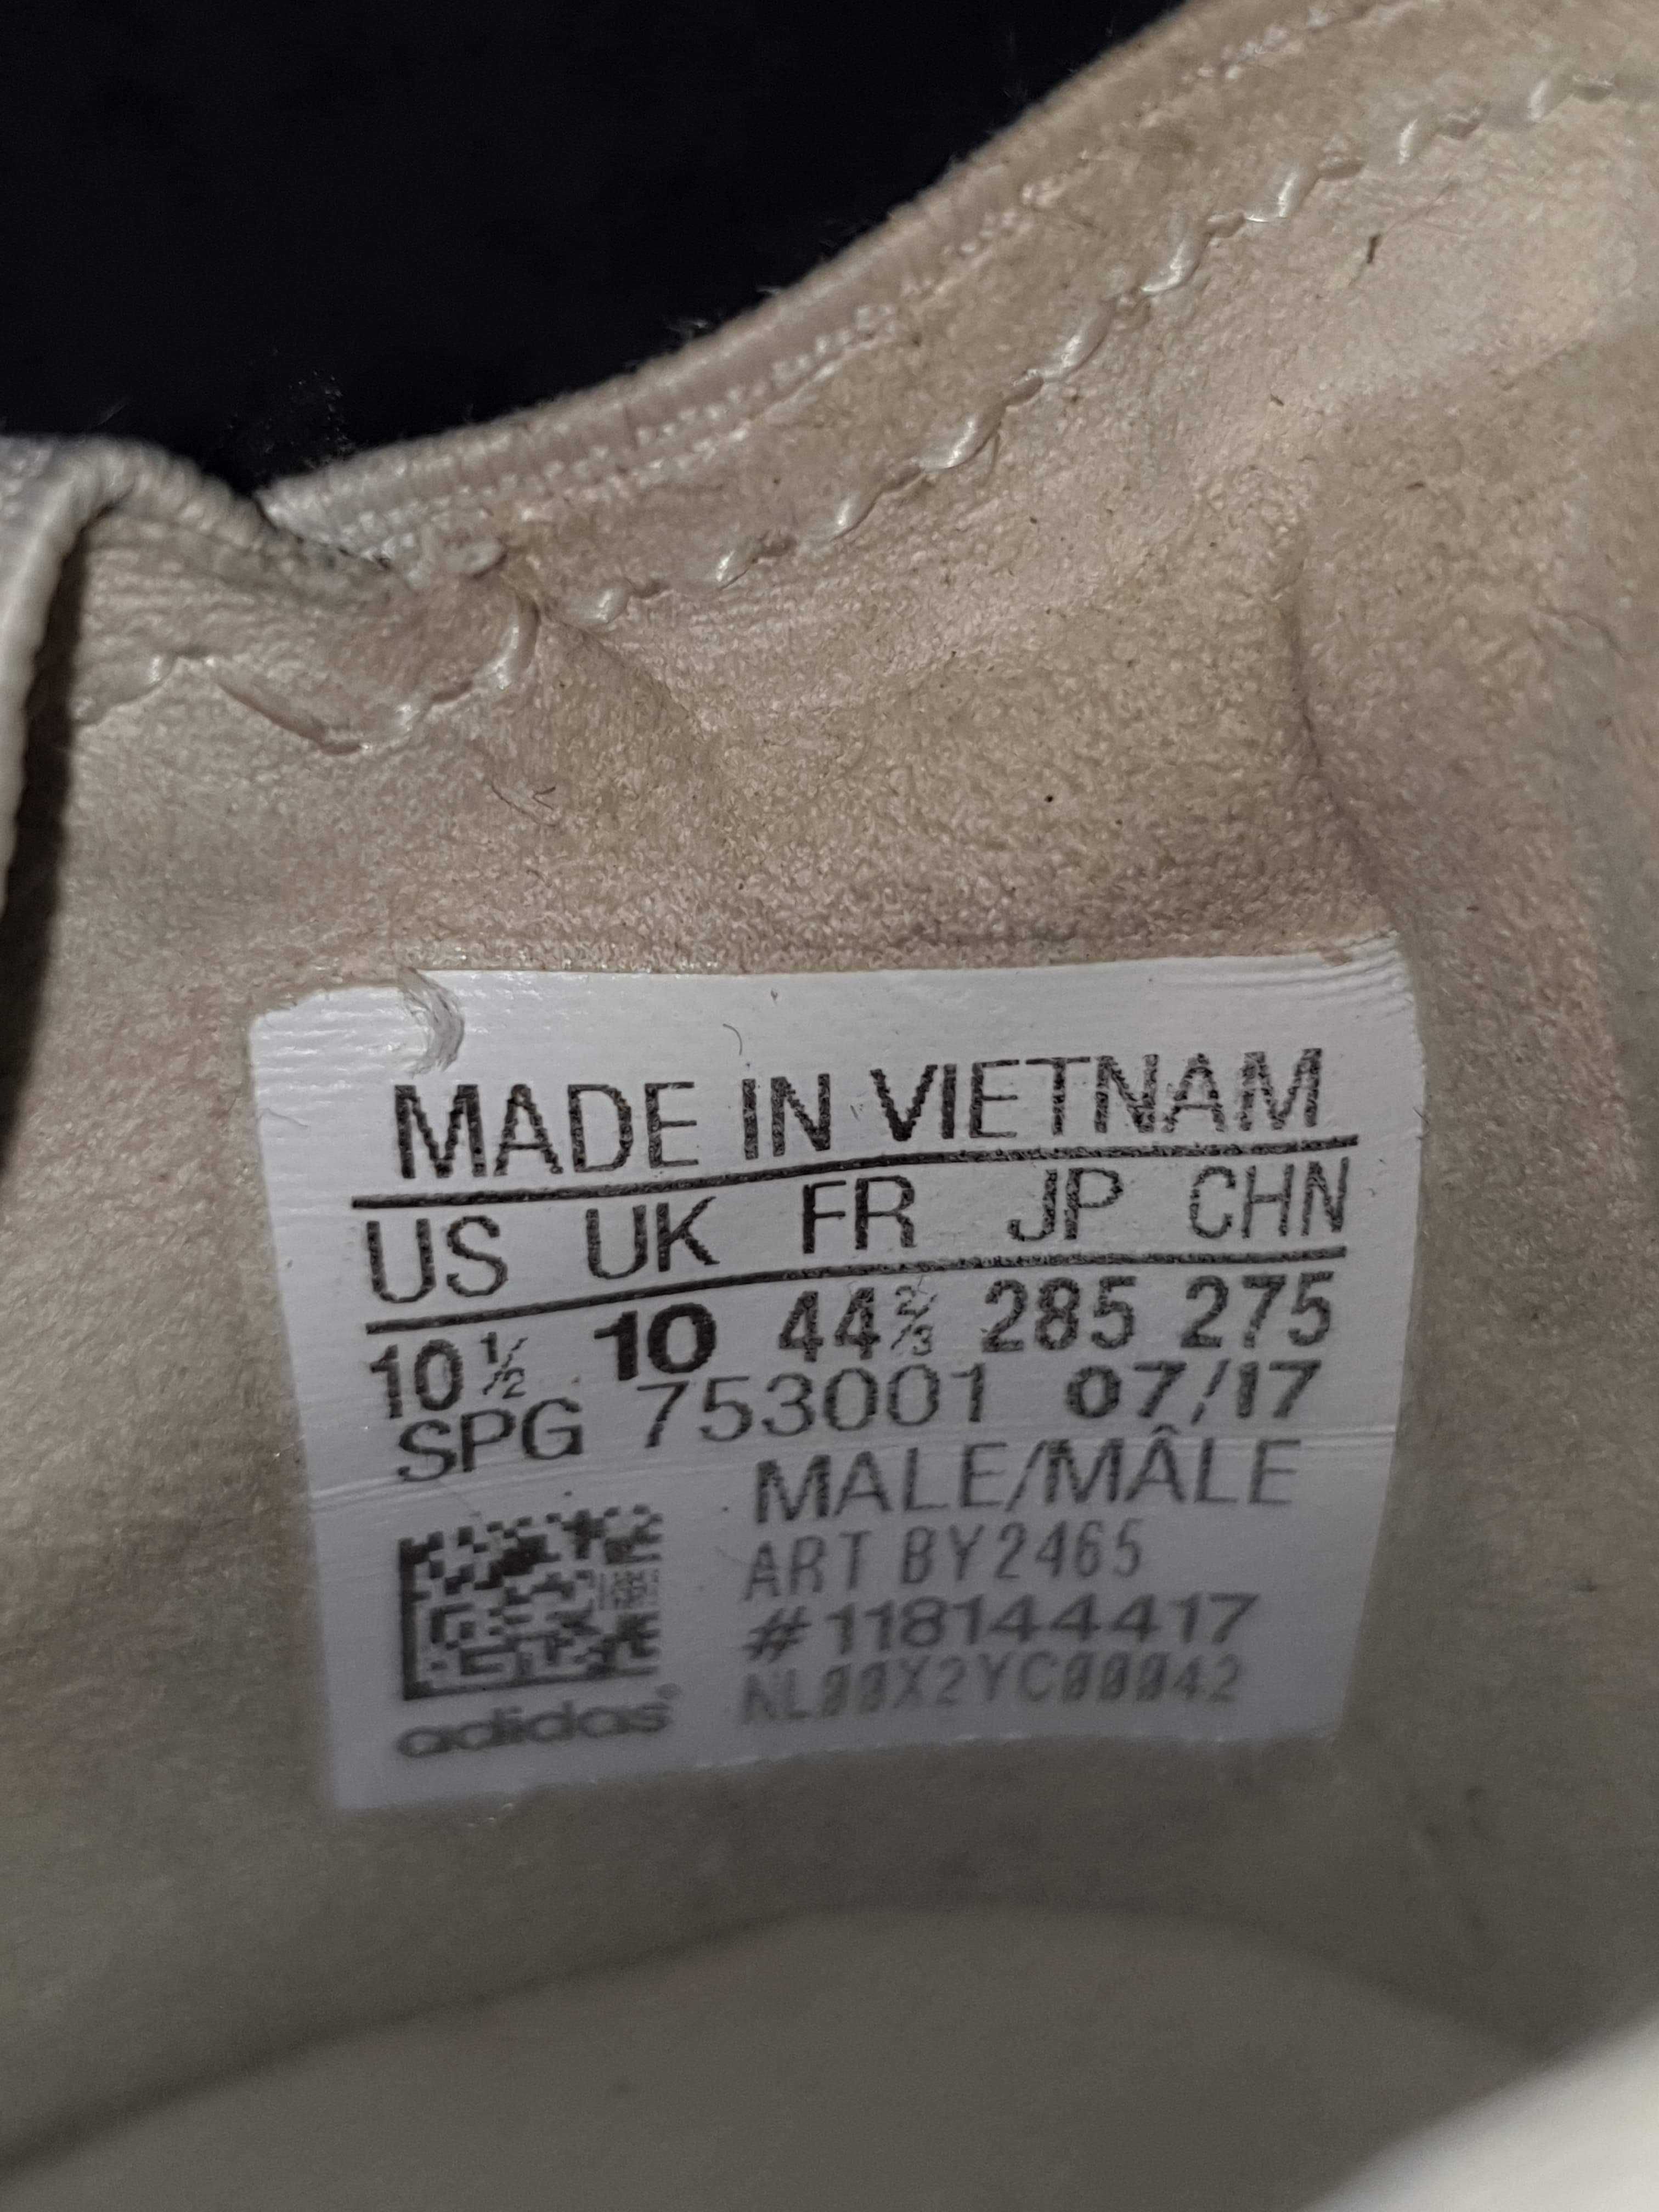 MADE IN VIETNAM
US UK FR JP CHN
10½ 10 44⅔ 285 275
SPG 753001 07/17
MALE/MÂLE
ART BY2465
#118144417
NL00X2YC00042
adidas®